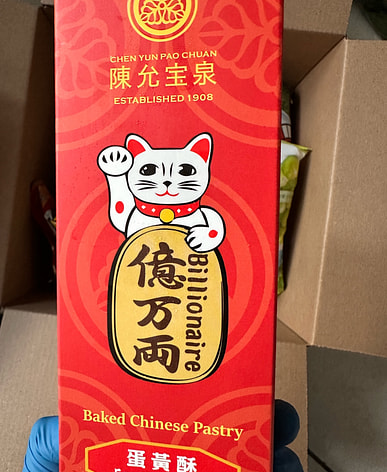 CHEN YUN PAO CHUAN
陳允宝泉
ESTABLISHED 1908
億万両
Billionaire
Baked Chinese Pastry
蛋黃酥